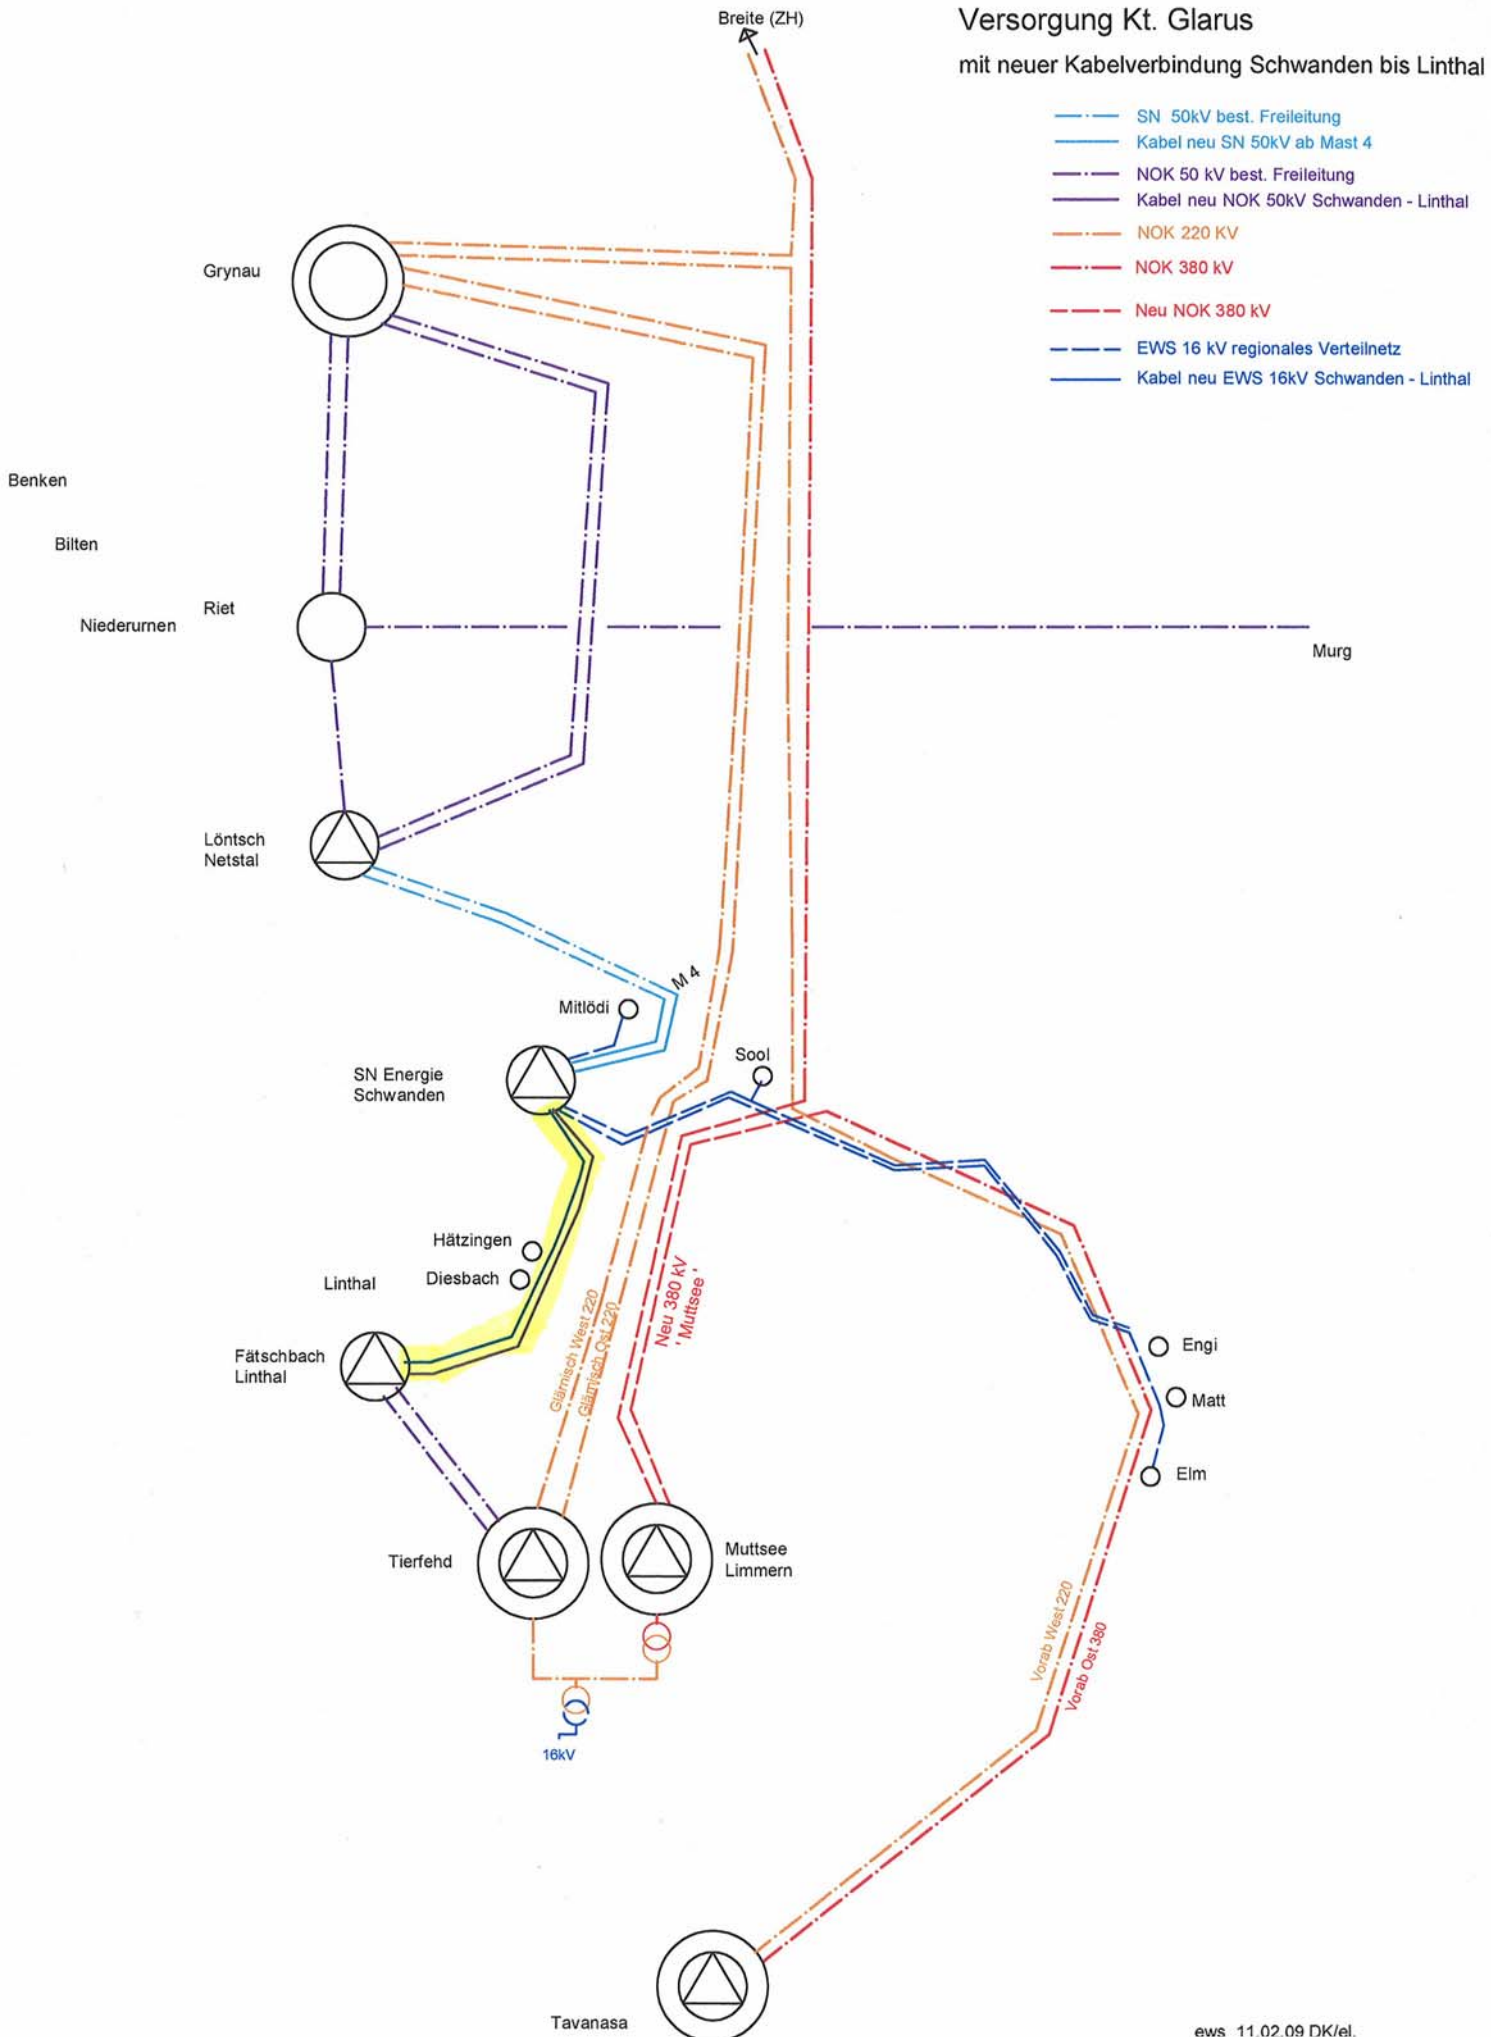 Breite (ZH)
Versorgung Kt. Glarus
mit neuer Kabelverbindung Schwanden bis Linthal
SN 50kV best. Freileitung
Kabel neu SN 50kV ab Mast 4
NOK 50 kV best. Freileitung
Kabel neu NOK 50kV Schwanden - Linthal
NOK 220 KV
NOK 380 kV
Neu NOK 380 kV
EWS 16 kV regionales Verteilnetz
Kabel neu EWS 16kV Schwanden - Linthal
Grynau
Benken
Bilten
Riet
Niederurnen
Murg
Löntsch
Netstal
M 4
Mitlödi
Sool
SN Energie
Schwanden
Hätzingen
Diesbach
Linthal
Fätschbach
Linthal
Glärnisch West 220
Glärnisch Ost 220
Neu 380 kV
' Muttsee '
Engi
Matt
Elm
Tierfehd
Muttsee
Limmern
Vorab West 220
Vorab Ost 380
16kV
Tavanasa
ews 11.02.09 DK/el.